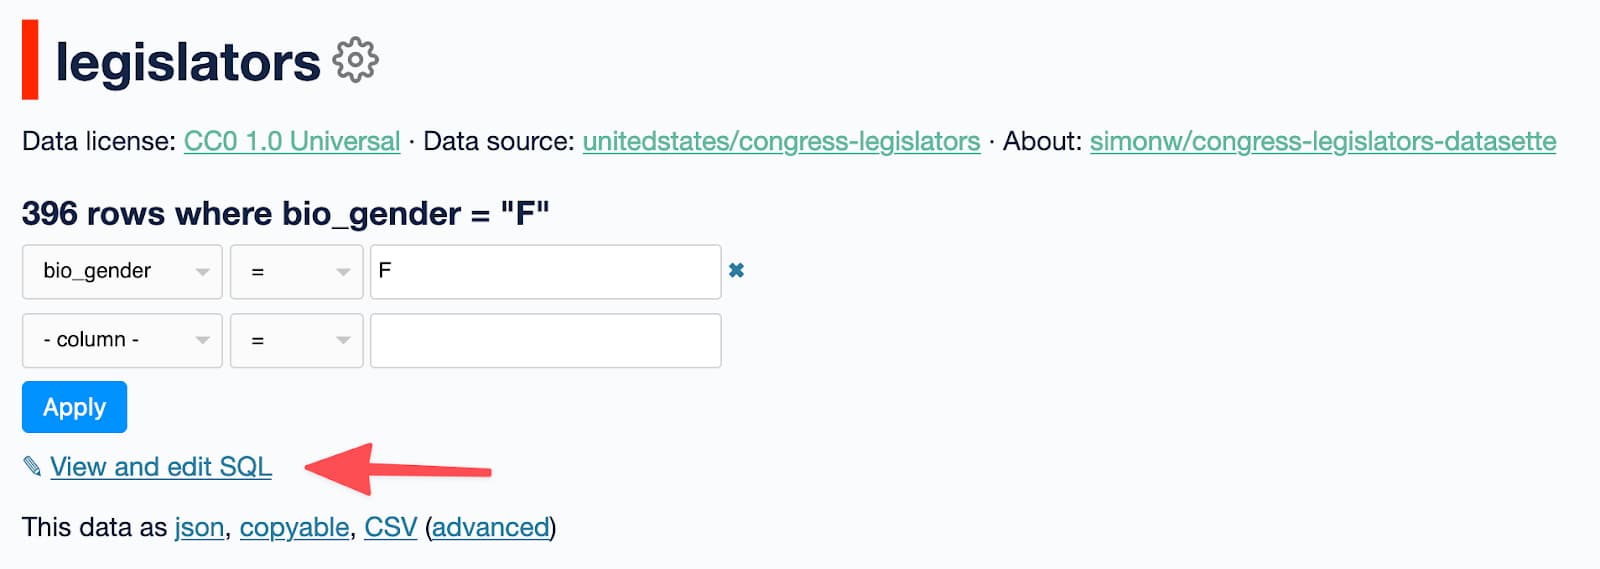 legislators
Data license: CC0 1.0 Universal · Data source: unitedstates/congress-legislators · About: simonw/congress-legislators-datasette
396 rows where bio_gender = "F"
bio_gender = F ✖
- column - =
Apply
✎ View and edit SQL
This data as json, copyable, CSV (advanced)